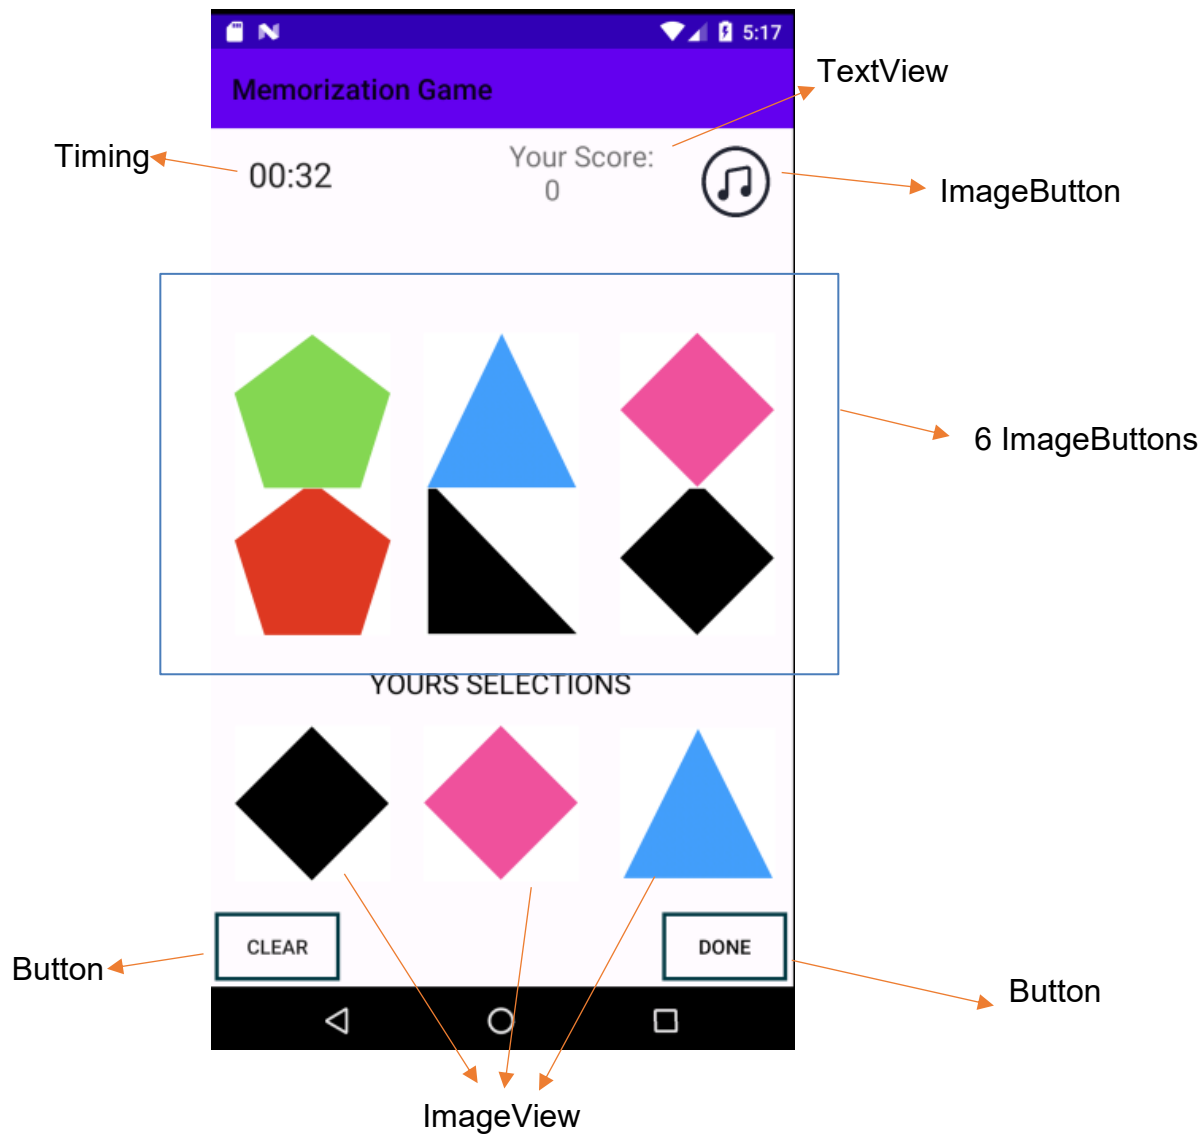 5:17
TextView
Memorization Game
Timing
00:32
Your Score:
0
ImageButton
6 ImageButtons
YOURS SELECTIONS
CLEAR
DONE
Button
Button
ImageView